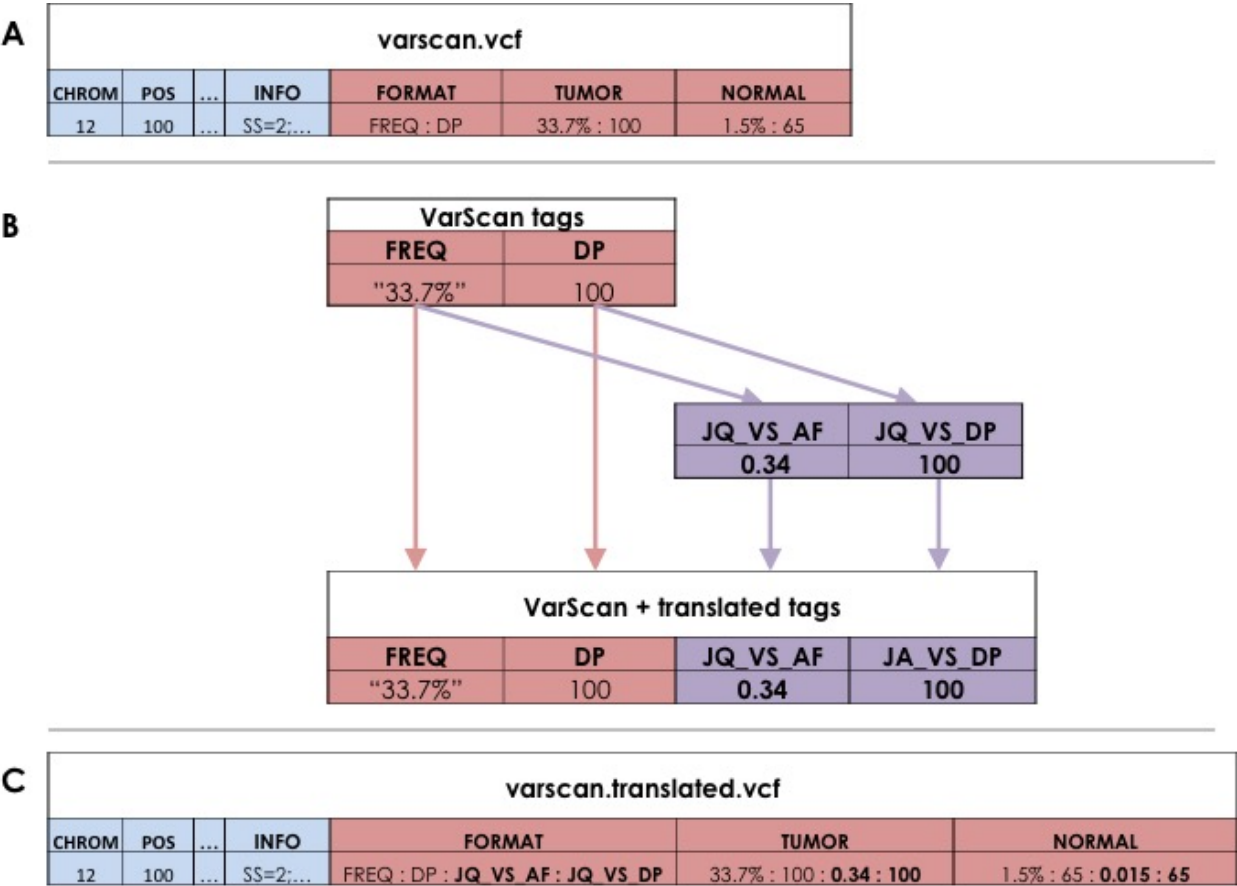 A
varscan.vcf
CHROM POS ... INFO FORMAT TUMOR NORMAL
12 100 ... SS=2;... FREQ : DP 33.7% : 100 1.5% : 65
B
VarScan tags
FREQ DP
"33.7%" 100
JQ_VS_AF JQ_VS_DP
0.34 100
VarScan + translated tags
FREQ DP JQ_VS_AF JA_VS_DP
"33.7%" 100 0.34 100
C
varscan.translated.vcf
CHROM POS ... INFO FORMAT TUMOR NORMAL
12 100 ... SS=2;... FREQ : DP : JQ_VS_AF : JQ_VS_DP 33.7% : 100 : 0.34 : 100 1.5% : 65 : 0.015 : 65